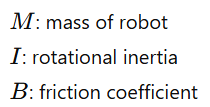 M: mass of robot
I: rotational inertia
B: friction coefficient